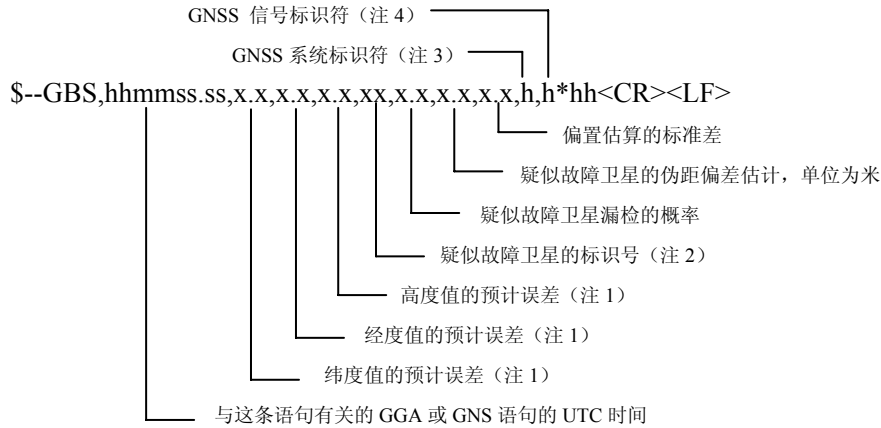 GNSS 信号标识符（注 4）
GNSS 系统标识符（注 3）
$--GBS,hhmmss.ss,x.x,x.x,x.x,xx,x.x,x.x,x.x,h,h*hh<CR><LF>
偏置估算的标准差
疑似故障卫星的伪距偏差估计，单位为米
疑似故障卫星漏检的概率
疑似故障卫星的标识号（注 2）
高度值的预计误差（注 1）
经度值的预计误差（注 1）
纬度值的预计误差（注 1）
与这条语句有关的 GGA 或 GNS 语句的 UTC 时间